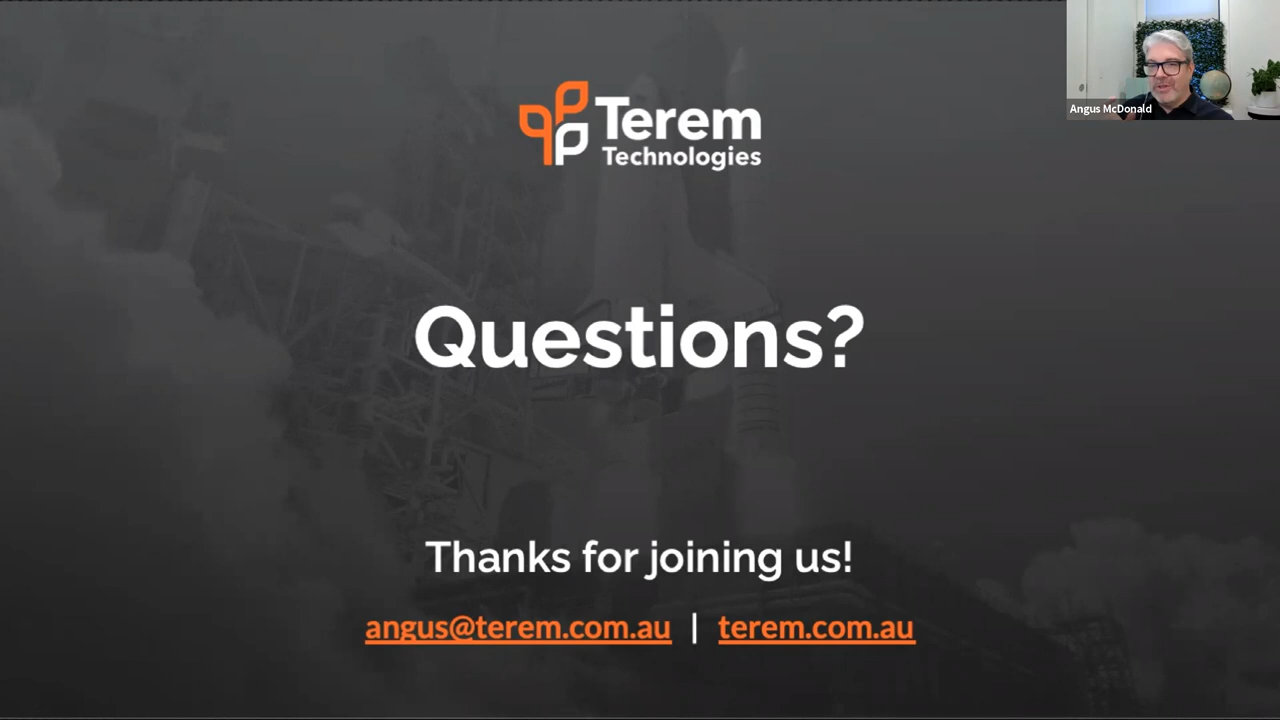 Terem
Technologies
Angus McDonald
Questions?
Thanks for joining us!
angus@terem.com.au | terem.com.au